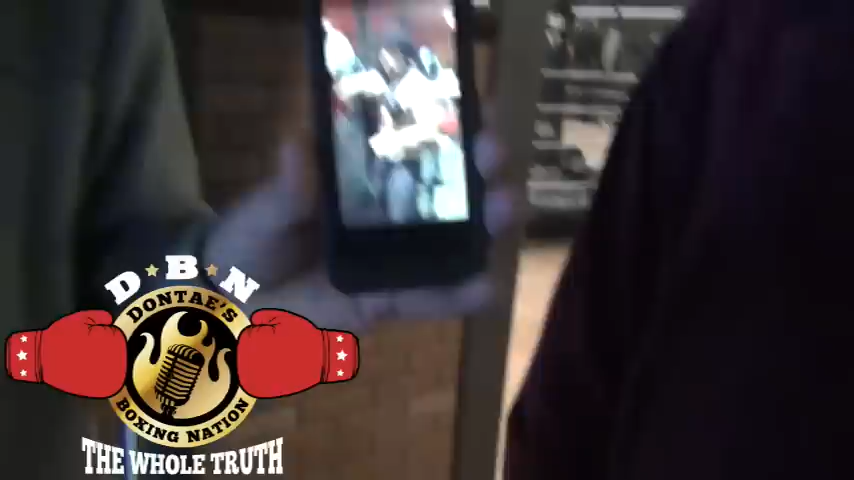 D★B★N
DONTAE'S
BOXING NATION
THE WHOLE TRUTH